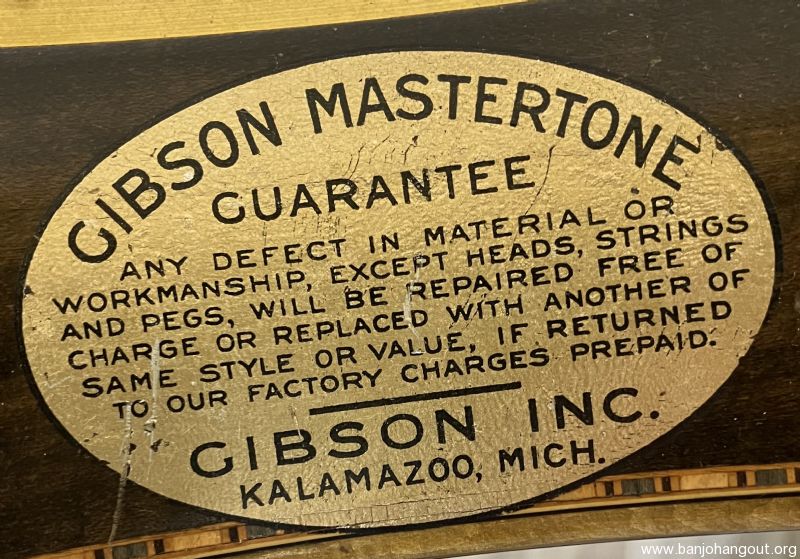 GIBSON MASTERTONE
GUARANTEE
ANY DEFECT IN MATERIAL OR
WORKMANSHIP, EXCEPT HEADS, STRINGS
AND PEGS, WILL BE REPAIRED FREE OF
CHARGE OR REPLACED WITH ANOTHER OF
SAME STYLE OR VALUE, IF RETURNED
TO OUR FACTORY CHARGES PREPAID.
GIBSON INC.
KALAMAZOO, MICH.
www.banjohangout.org